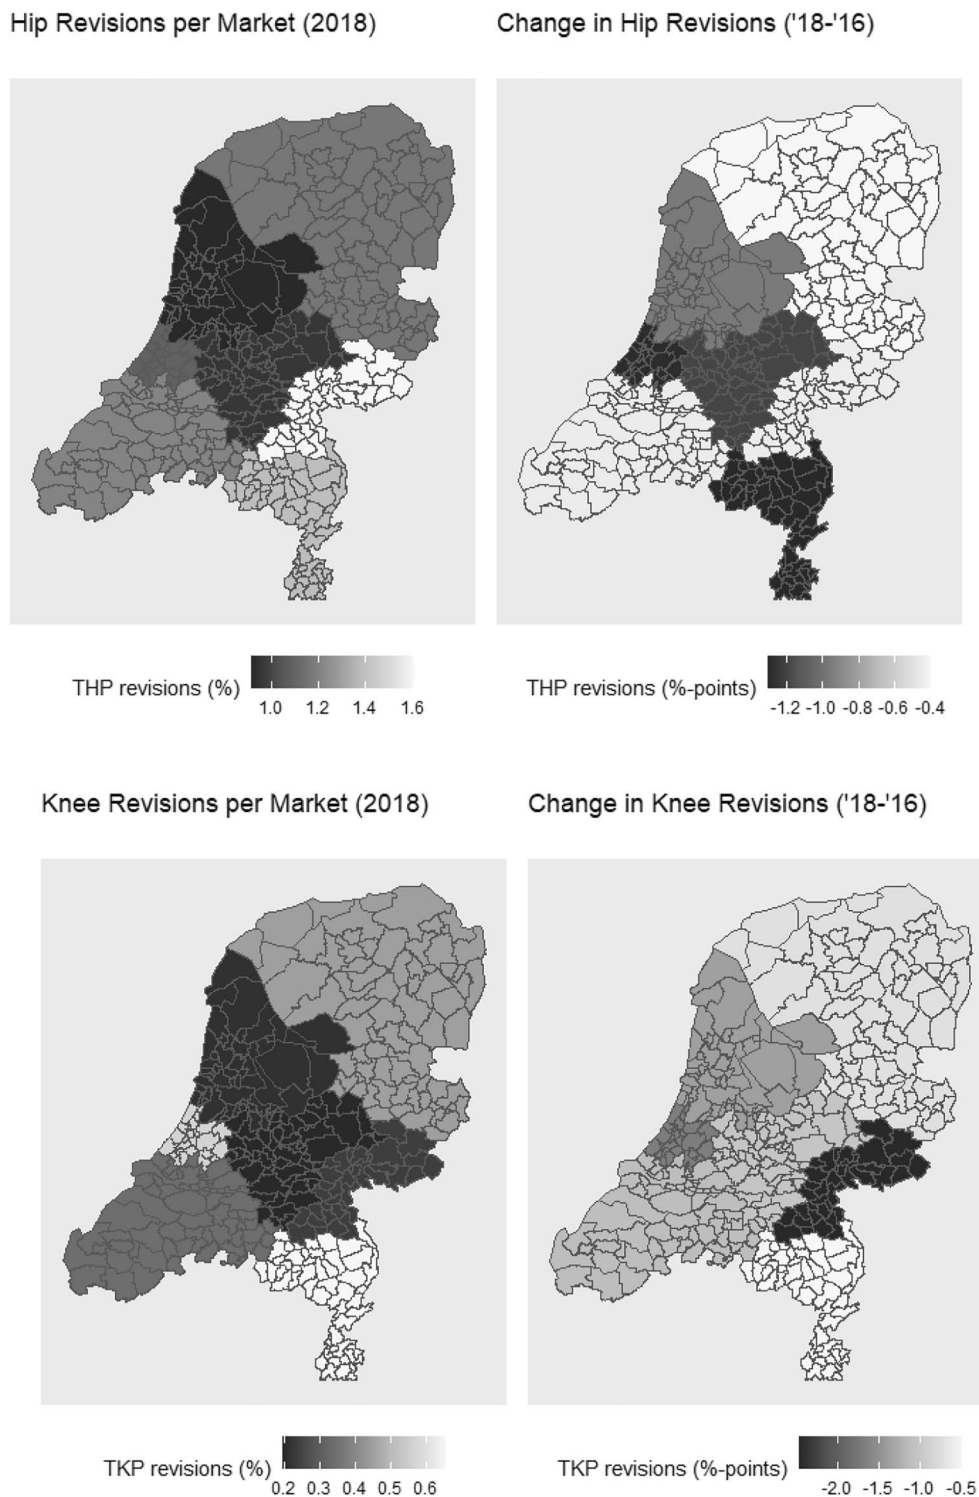 Hip Revisions per Market (2018)
Change in Hip Revisions ('18-'16)
THP revisions (%)
1.0 1.2 1.4 1.6
THP revisions (%-points)
-1.2 -1.0 -0.8 -0.6 -0.4
Knee Revisions per Market (2018)
Change in Knee Revisions ('18-'16)
TKP revisions (%)
0.2 0.3 0.4 0.5 0.6
TKP revisions (%-points)
-2.0 -1.5 -1.0 -0.5